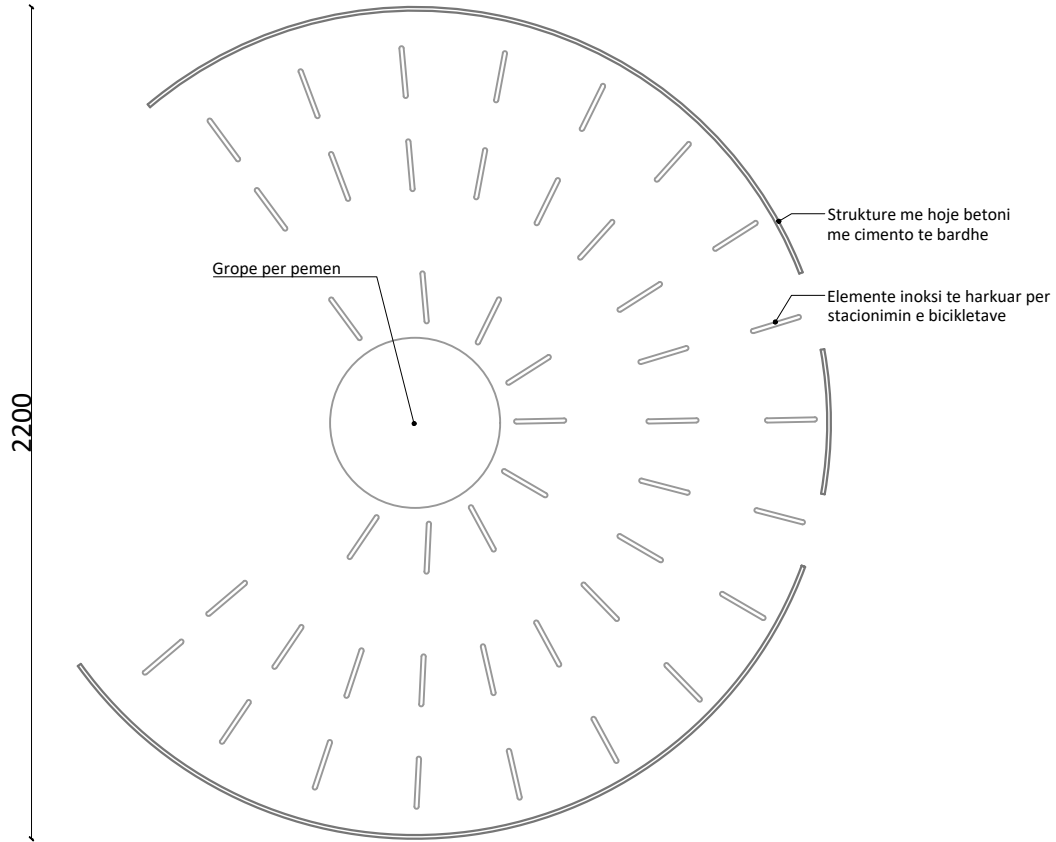 Strukture me hoje betoni
me cimento te bardhe
Grope per pemen
Elemente inoksi te harkuar per
stacionimin e bicikletave
2200